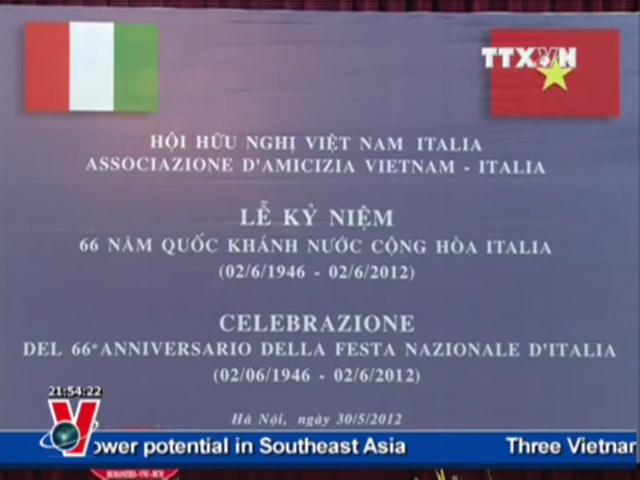 TTXVN
HỘI HỮU NGHỊ VIỆT NAM ITALIA
ASSOCIAZIONE D'AMICIZIA VIETNAM - ITALIA
LỄ KỶ NIỆM
66 NĂM QUỐC KHÁNH NƯỚC CỘNG HÒA ITALIA
(02/6/1946 - 02/6/2012)
CELEBRAZIONE
DEL 66º ANNIVERSARIO DELLA FESTA NAZIONALE D'ITALIA
(02/06/1946 - 02/6/2012)
Hà Nội, ngày 30/5/2012
21:54:22
V
ower potential in Southeast Asia Three Vietnar